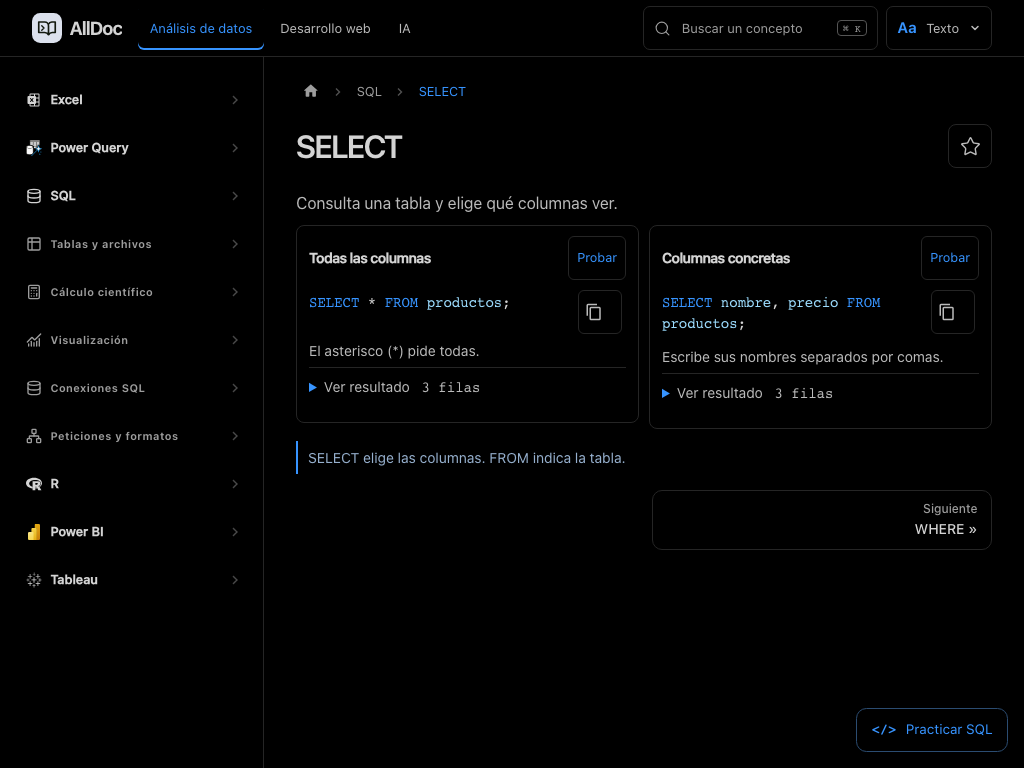 AllDoc
Análisis de datos
Desarrollo web
IA
Buscar un concepto
⌘ K
Aa Texto
Excel
Power Query
SQL
Tablas y archivos
Cálculo científico
Visualización
Conexiones SQL
Peticiones y formatos
R
Power BI
Tableau
SQL
SELECT
SELECT
Consulta una tabla y elige qué columnas ver.
Todas las columnas
Probar
SELECT * FROM productos;
El asterisco (*) pide todas.
Ver resultado 3 filas
Columnas concretas
Probar
SELECT nombre, precio FROM
productos;
Escribe sus nombres separados por comas.
Ver resultado 3 filas
SELECT elige las columnas. FROM indica la tabla.
Siguiente
WHERE »
</> Practicar SQL